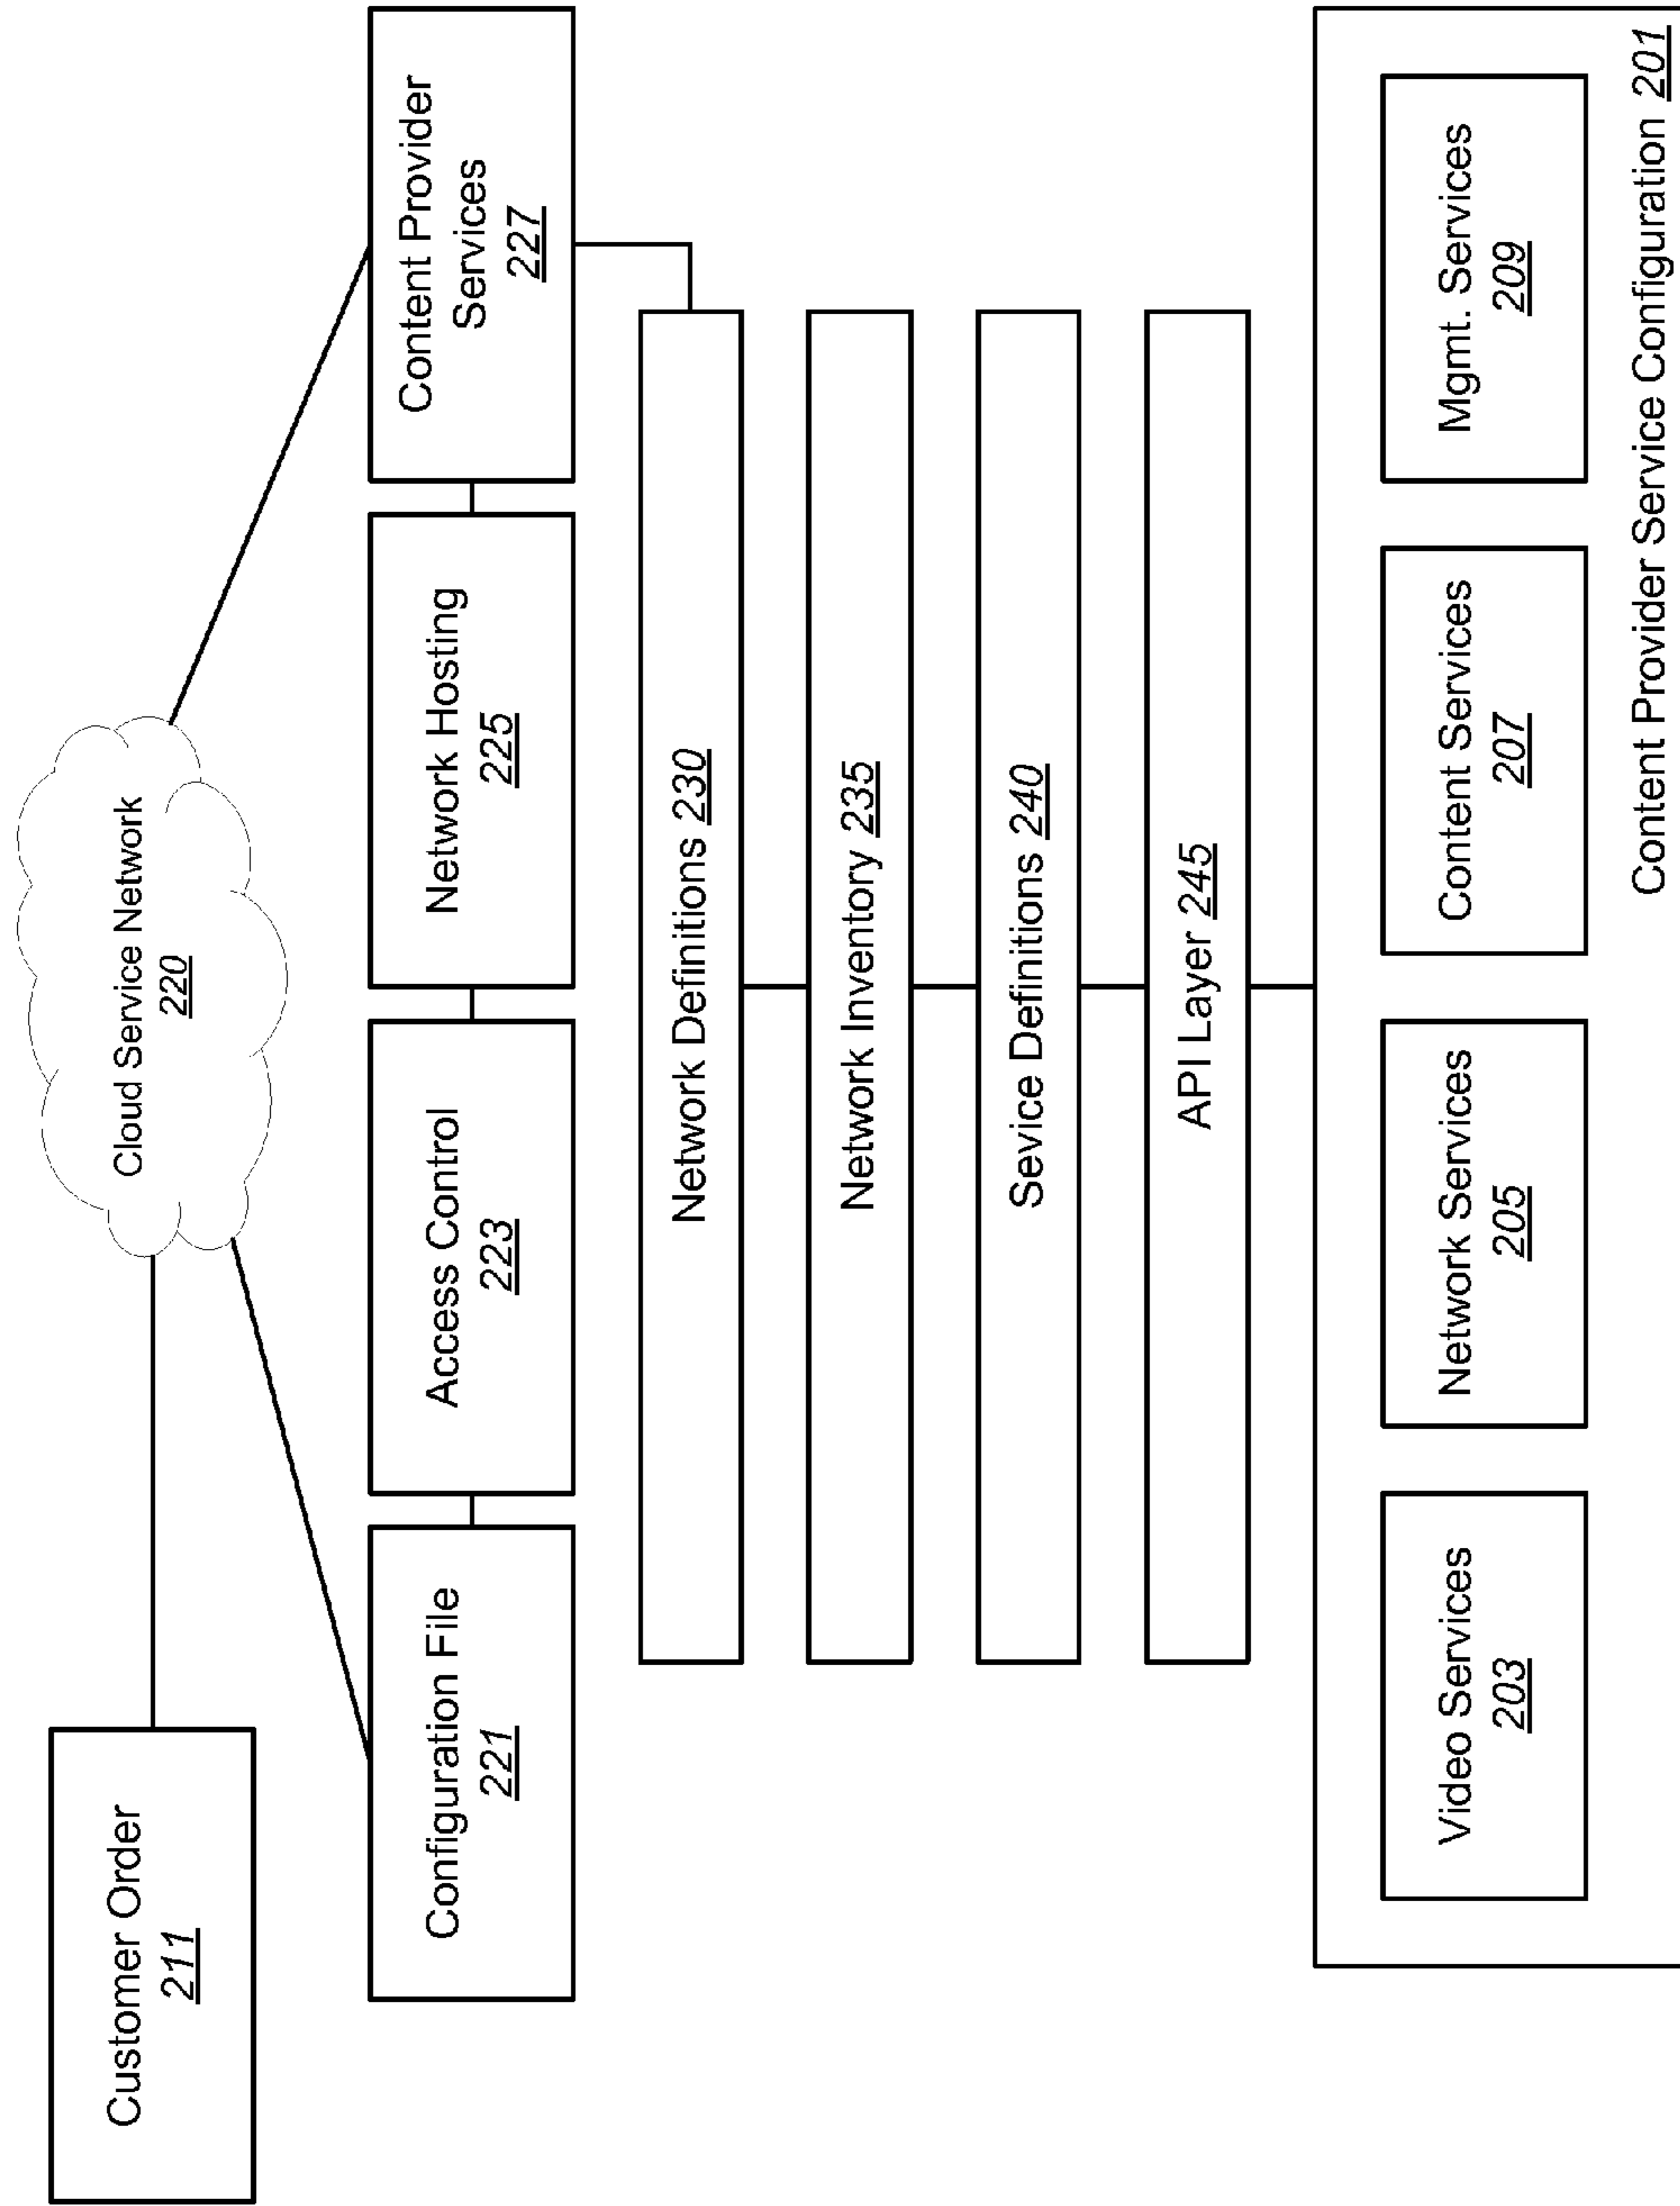 Customer Order
211
Cloud Service Network
220
Configuration File
221
Access Control
223
Network Hosting
225
Content Provider
Services
227
Network Definitions 230
Network Inventory 235
Sevice Definitions 240
API Layer 245
Video Services
203
Network Services
205
Content Services
207
Mgmt. Services
209
Content Provider Service Configuration 201